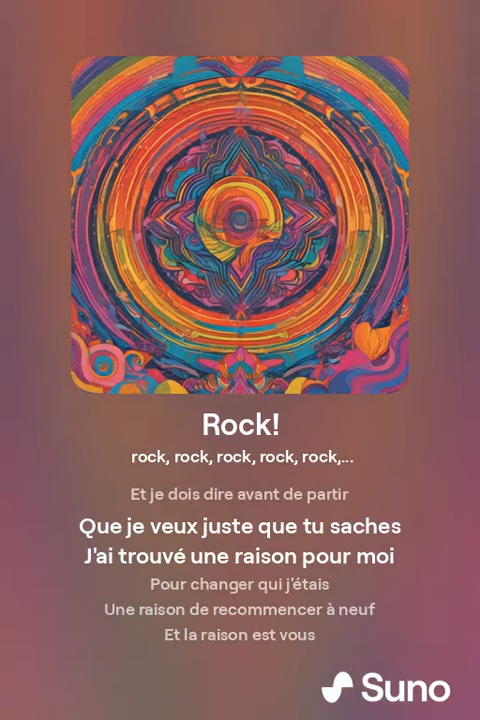 Rock!
rock, rock, rock, rock, rock,...
Et je dois dire avant de partir
Que je veux juste que tu saches
J'ai trouvé une raison pour moi
Pour changer qui j'étais
Une raison de recommencer à neuf
Et la raison est vous
Suno